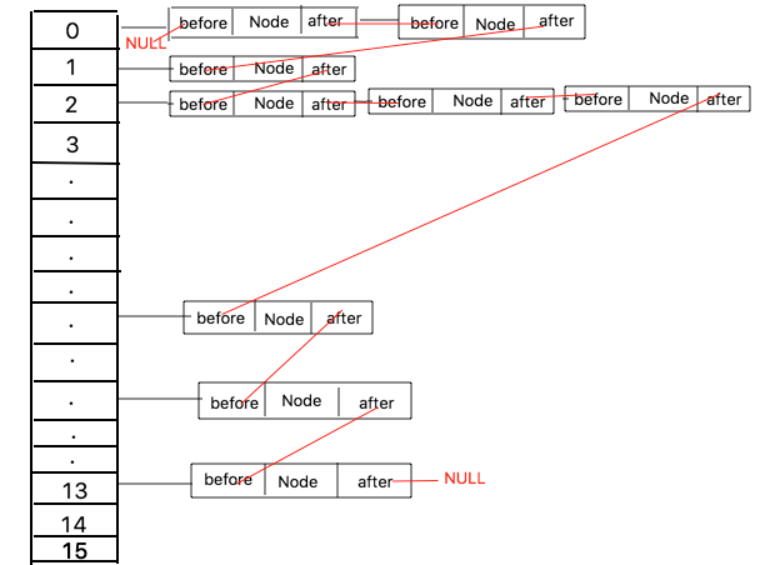 0 before Node after before Node after
NULL
1 before Node after
2 before Node after before Node after before Node after
3
.
.
.
.
. before Node after
.
. before Node after
.
.
13 before Node after NULL
14
15